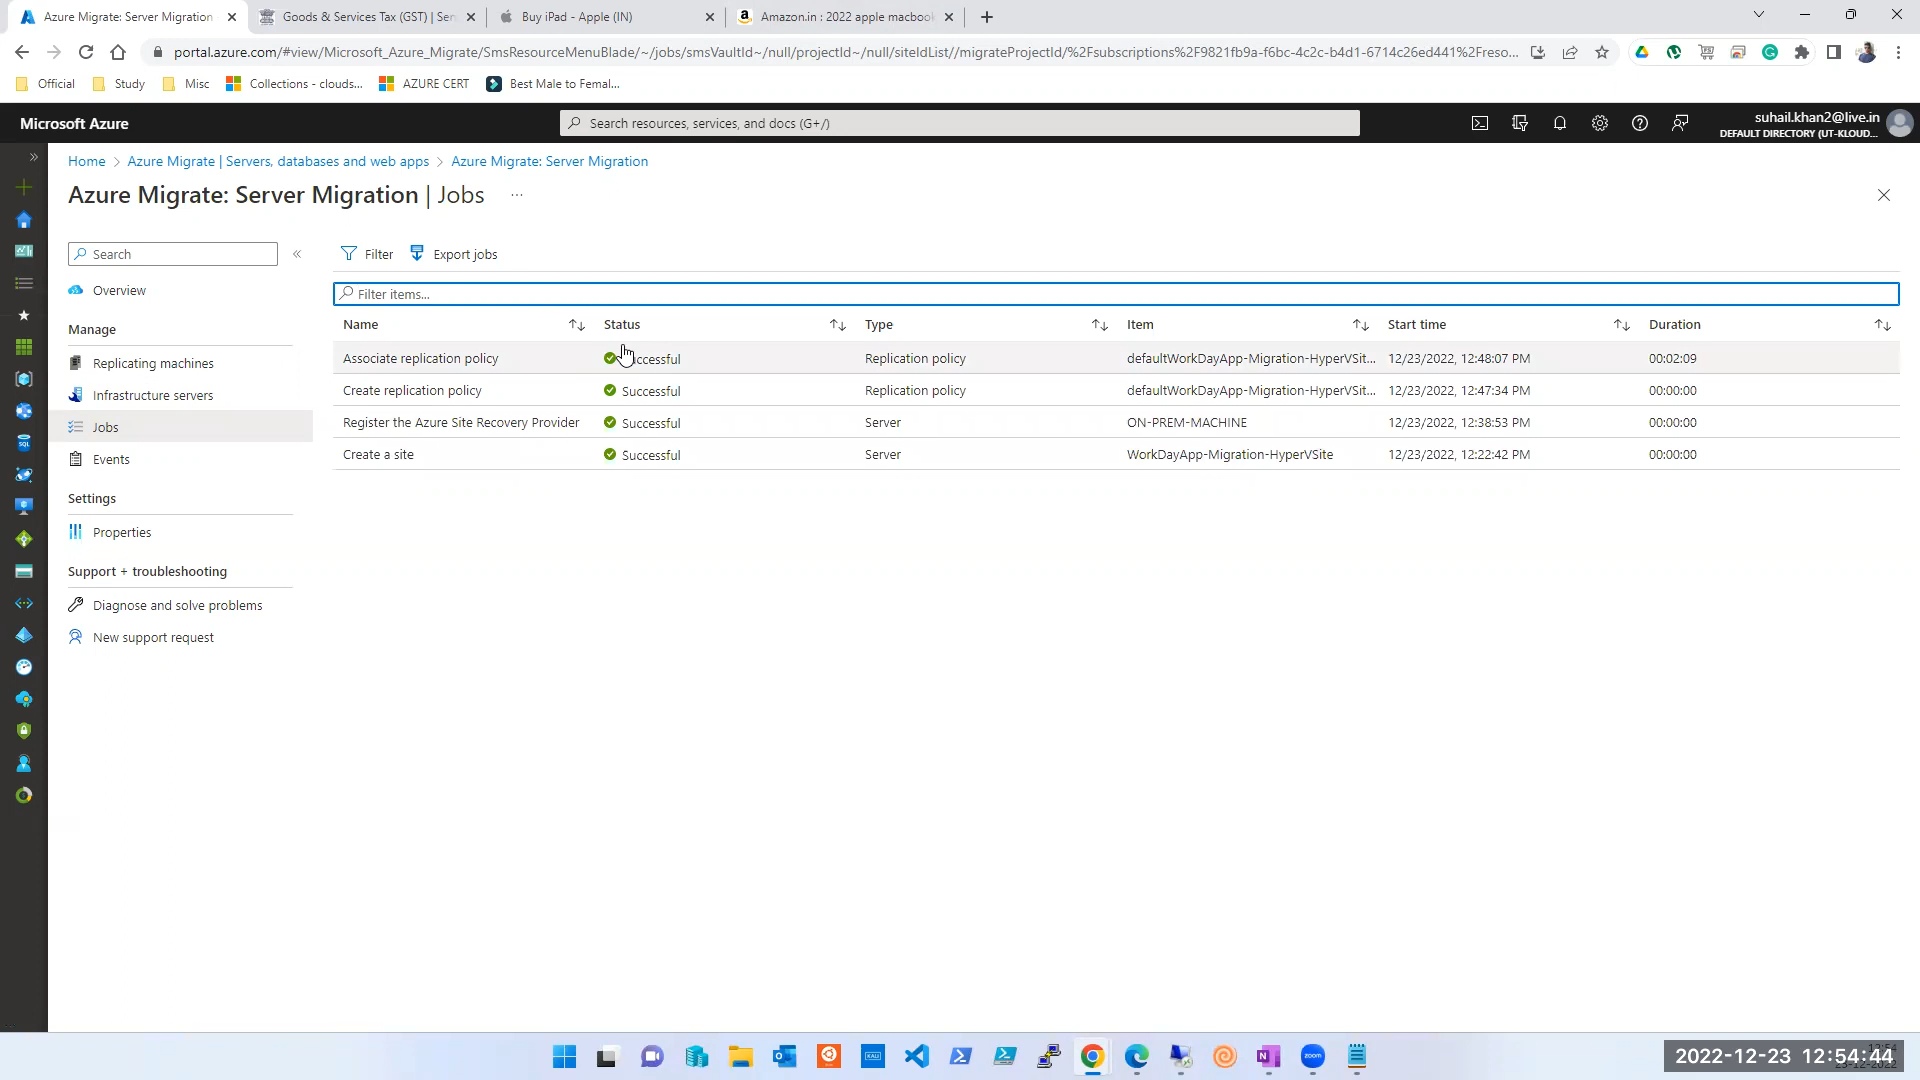 Azure Migrate: Server Migration
Goods & Services Tax (GST) | Ser
Buy iPad - Apple (IN)
Amazon.in : 2022 apple macbook
portal.azure.com/#view/Microsoft_Azure_Migrate/SmsResourceMenuBlade/~/jobs/smsVaultId~/null/projectId~/null/siteIdList//migrateProjectId/%2Fsubscriptions%2F9821fb9a-f6bc-4c2c-b4d1-6714c26ed441%2Freso...
Official
Study
Misc
Collections - clouds...
AZURE CERT
Best Male to Femal...
Microsoft Azure
Search resources, services, and docs (G+/)
suhail.khan2@live.in
DEFAULT DIRECTORY (UT-KLOUD...
Home > Azure Migrate | Servers, databases and web apps > Azure Migrate: Server Migration
Azure Migrate: Server Migration | Jobs ...
Search
Overview
Manage
Replicating machines
Infrastructure servers
Jobs
Events
Settings
Properties
Support + troubleshooting
Diagnose and solve problems
New support request
Filter
Export jobs
Filter items...
Name Status Type Item Start time Duration
Associate replication policy ccessful Replication policy defaultWorkDayApp-Migration-HyperVSit... 12/23/2022, 12:48:07 PM 00:02:09
Create replication policy Successful Replication policy defaultWorkDayApp-Migration-HyperVSit... 12/23/2022, 12:47:34 PM 00:00:00
Register the Azure Site Recovery Provider Successful Server ON-PREM-MACHINE 12/23/2022, 12:38:53 PM 00:00:00
Create a site Successful Server WorkDayApp-Migration-HyperVSite 12/23/2022, 12:22:42 PM 00:00:00
2022-12-23 12:54:44